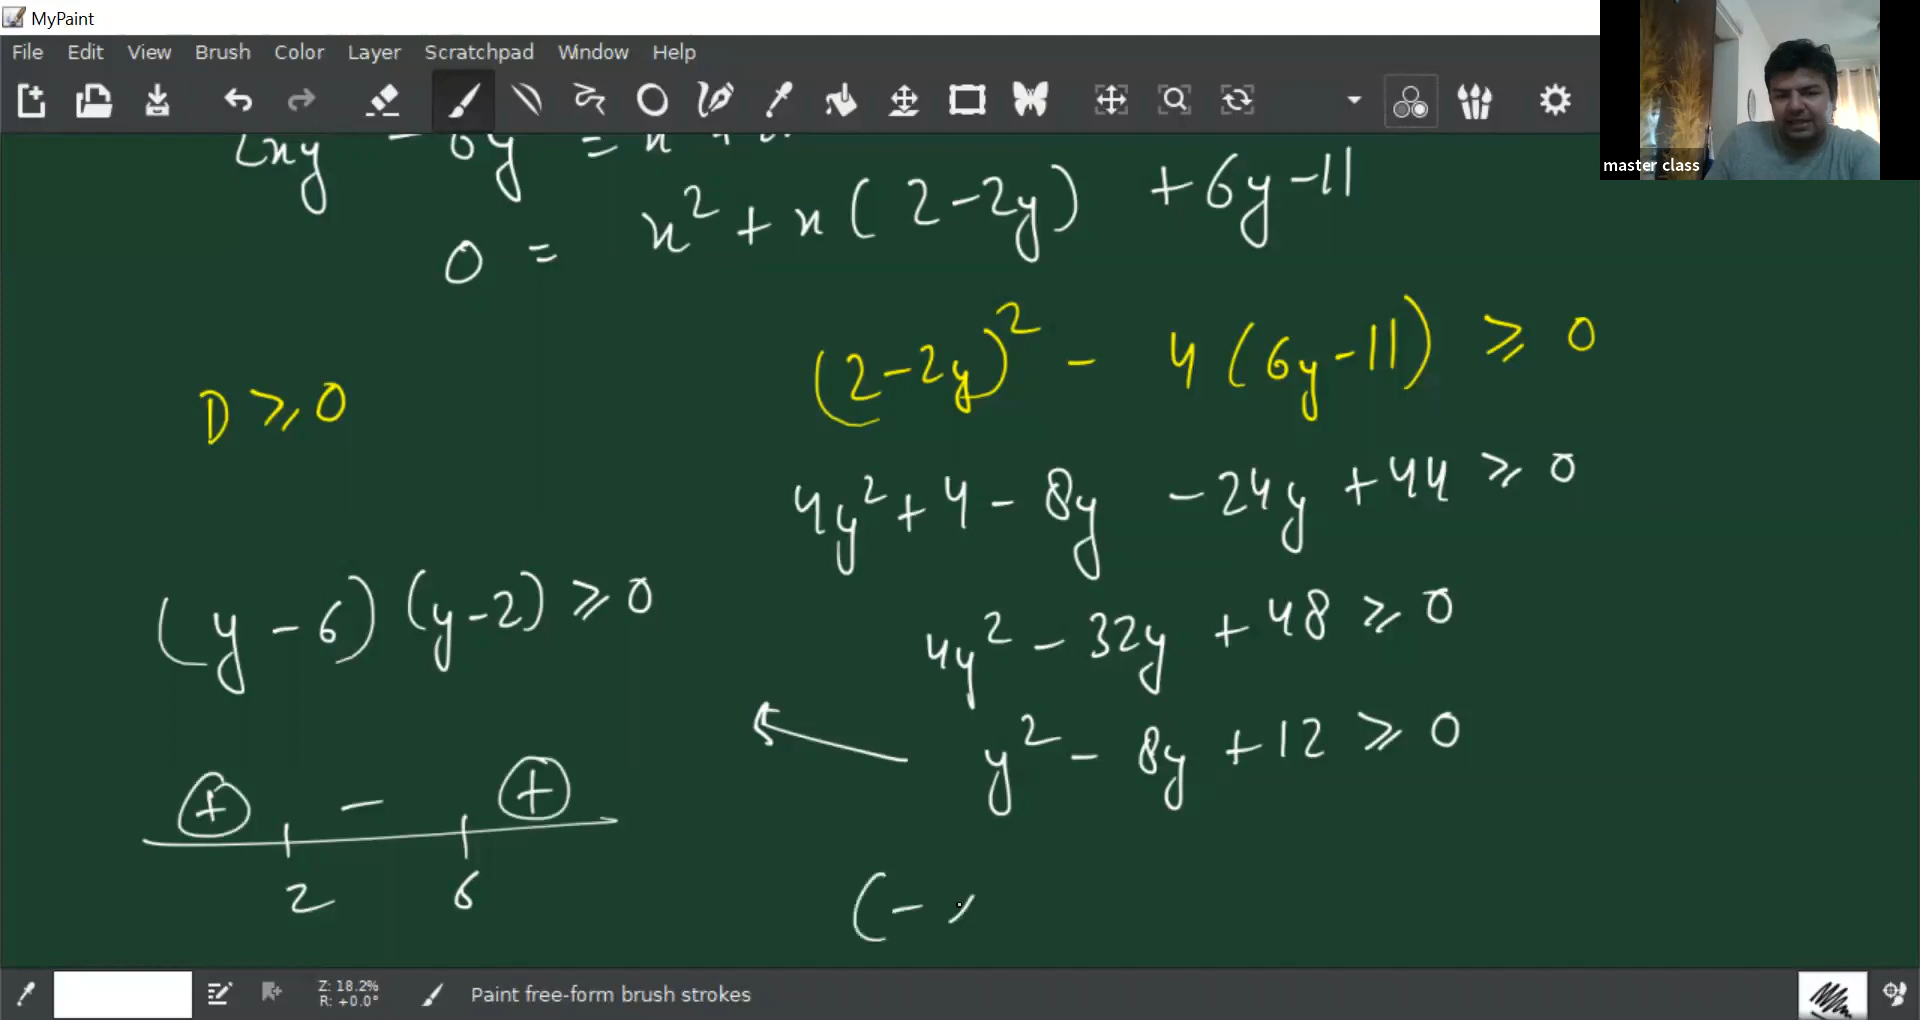 MyPaint
File Edit View Brush Color Layer Scratchpad Window Help
master class
2xy - 6y = x
0 = x² + x(2-2y) + 6y-11
(2-2y)² - 4(6y-11) ≥ 0
D ≥ 0
4y² + 4 - 8y - 24y + 44 ≥ 0
(y-6)(y-2) ≥ 0
4y² - 32y + 48 ≥ 0
y² - 8y + 12 ≥ 0
+ - +
2 6
(-
Z: 18.2%
R: +0.0°
Paint free-form brush strokes